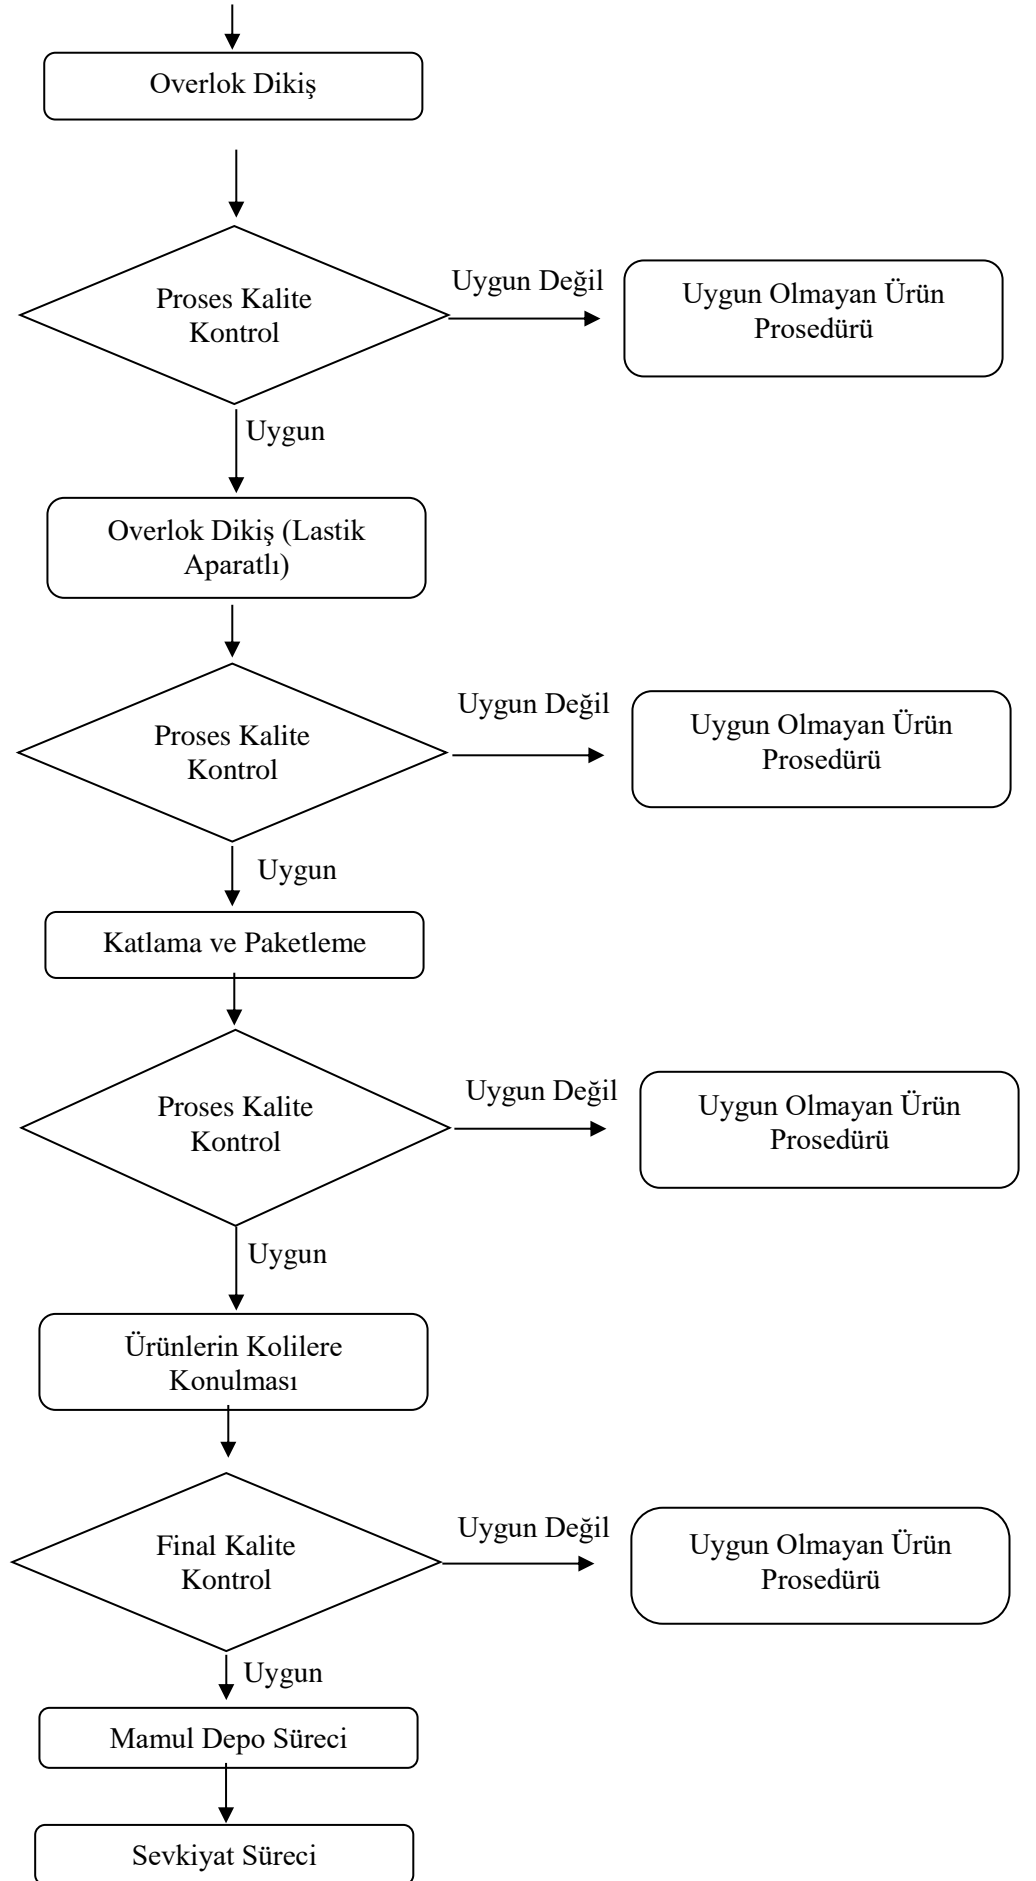 Overlok Dikiş
Proses Kalite
Kontrol
Uygun Değil
Uygun Olmayan Ürün
Prosedürü
Uygun
Overlok Dikiş (Lastik
Aparatlı)
Proses Kalite
Kontrol
Uygun Değil
Uygun Olmayan Ürün
Prosedürü
Uygun
Katlama ve Paketleme
Proses Kalite
Kontrol
Uygun Değil
Uygun Olmayan Ürün
Prosedürü
Uygun
Ürünlerin Kolilere
Konulması
Final Kalite
Kontrol
Uygun Değil
Uygun Olmayan Ürün
Prosedürü
Uygun
Mamul Depo Süreci
Sevkiyat Süreci